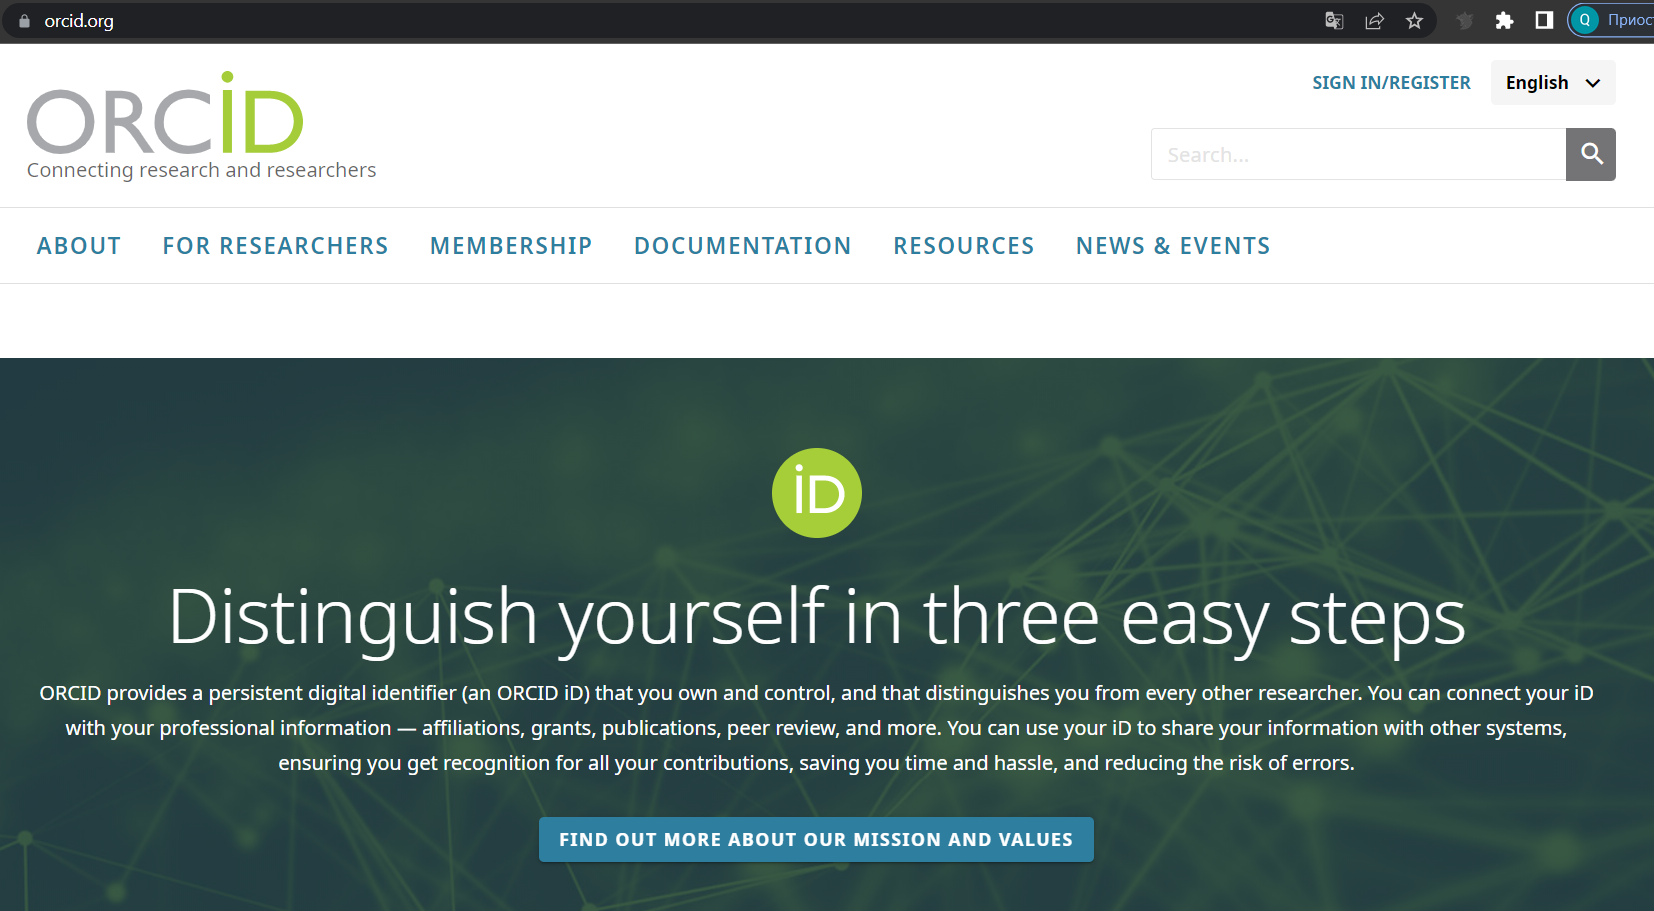 orcid.org
Q Приос
ORCID
Connecting research and researchers
SIGN IN/REGISTER
English
Search...
ABOUT FOR RESEARCHERS MEMBERSHIP DOCUMENTATION RESOURCES NEWS & EVENTS
iD
Distinguish yourself in three easy steps
ORCID provides a persistent digital identifier (an ORCID iD) that you own and control, and that distinguishes you from every other researcher. You can connect your iD
with your professional information — affiliations, grants, publications, peer review, and more. You can use your iD to share your information with other systems,
ensuring you get recognition for all your contributions, saving you time and hassle, and reducing the risk of errors.
FIND OUT MORE ABOUT OUR MISSION AND VALUES